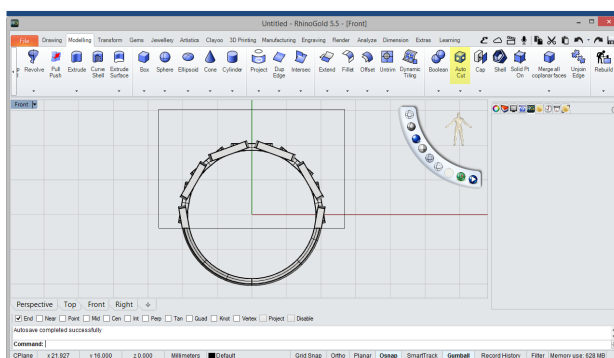 Untitled - RhinoGold 5.5 - [Front]
File Drawing Modelling Transform Gems Jewellery Artistica Clayoo 3D Printing Manufacturing Engraving Render Analyze Dimension Extras Learning
Revolve Pull Push Extrude Curve Shell Extrude Surface Box Sphere Ellipsoid Cone Cylinder Project Dup Edge Intersec Extend Fillet Offset Untrim Dynamic Tiling Boolean Auto Cut Cap Shell Solid Pt On Merge all coplanar faces Unjoin Edge Rebuild
Front
Perspective Top Front Right
End Near Point Mid Cen Int Perp Tan Quad Knot Vertex Project Disable
Autosave completed successfully
Command:
CPlane x 21.927 y 16.000 z 0.000 Millimeters Default Grid Snap Ortho Planar Osnap SmartTrack Gumball Record History Filter Memory use: 628 MB